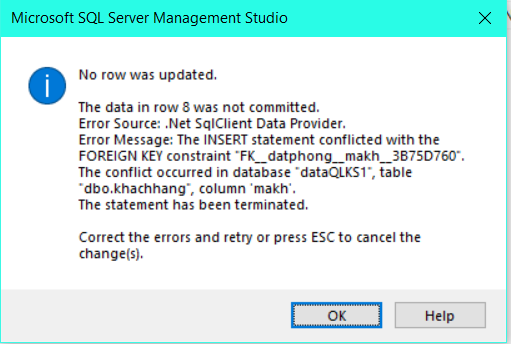 Microsoft SQL Server Management Studio
No row was updated.
The data in row 8 was not committed.
Error Source: .Net SqlClient Data Provider.
Error Message: The INSERT statement conflicted with the
FOREIGN KEY constraint "FK__datphong__makh__3B75D760".
The conflict occurred in database "dataQLKS1", table
"dbo.khachhang", column 'makh'.
The statement has been terminated.
Correct the errors and retry or press ESC to cancel the
change(s).
OK
Help